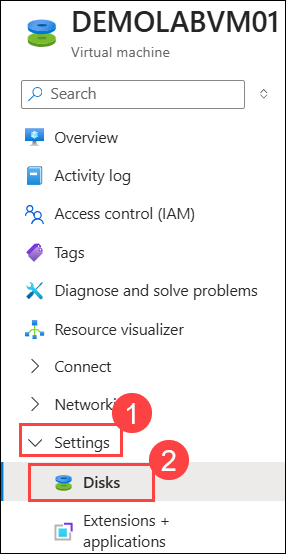 DEMOLABVM01
Virtual machine
Search
Overview
Activity log
Access control (IAM)
Tags
Diagnose and solve problems
Resource visualizer
Connect
Networki
1
Settings
2
Disks
Extensions +
applications